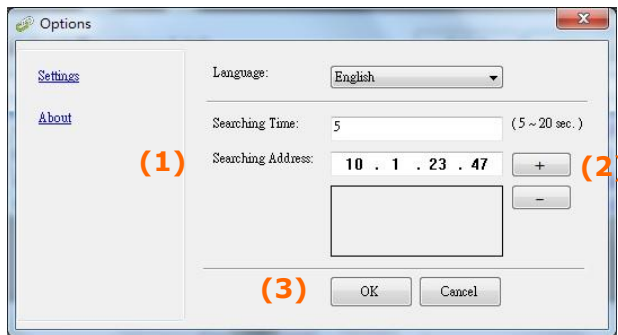 Options
Settings
About
Language: English
Searching Time: 5 (5 ~ 20 sec. )
(1) Searching Address: 10 . 1 . 23 . 47 + (2)
–
(3) OK Cancel